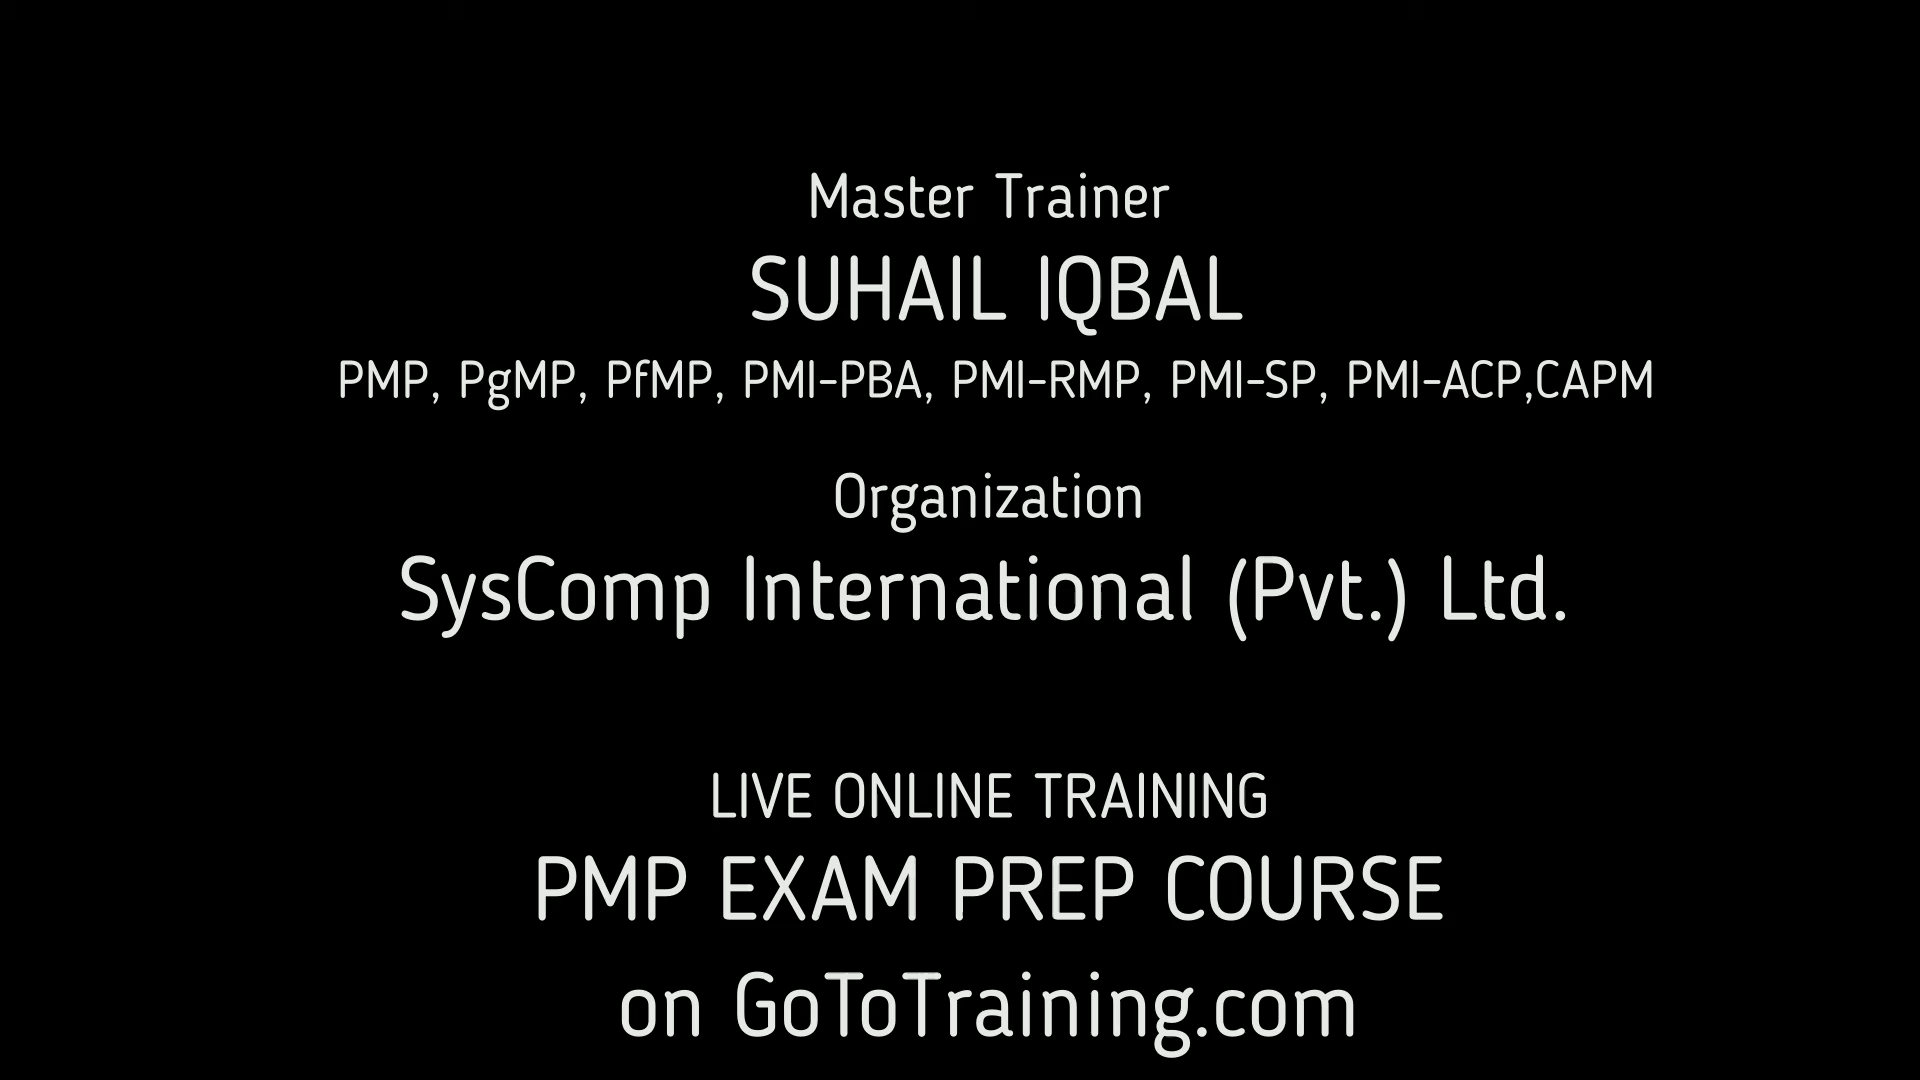 Master Trainer
SUHAIL IQBAL
PMP, PgMP, PfMP, PMI-PBA, PMI-RMP, PMI-SP, PMI-ACP,CAPM
Organization
SysComp International (Pvt.) Ltd.
LIVE ONLINE TRAINING
PMP EXAM PREP COURSE
on GoToTraining.com